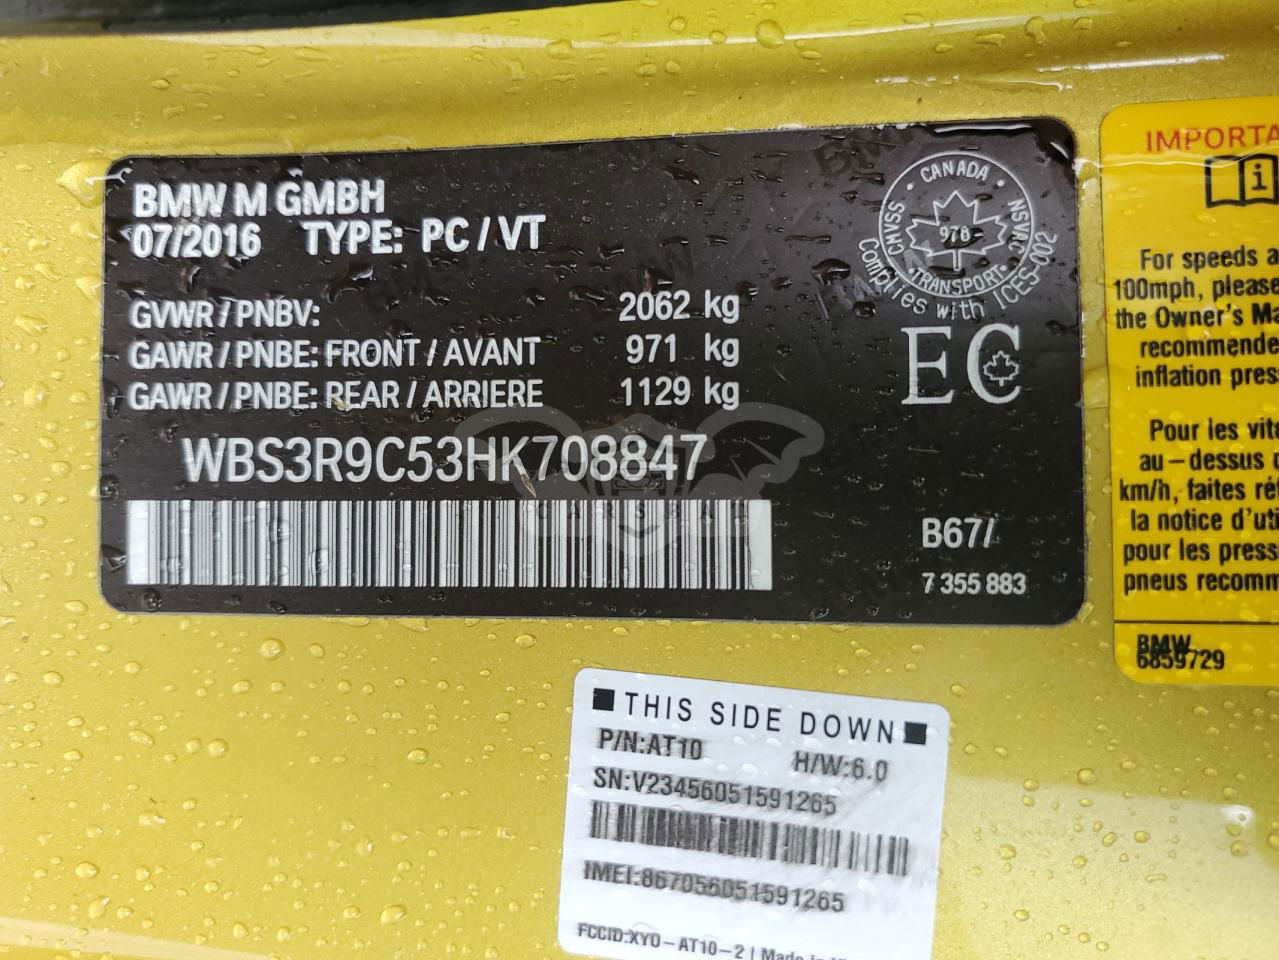 BMW M GMBH
07/2016 TYPE: PC / VT
GVWR / PNBV: 2062 kg
GAWR / PNBE: FRONT / AVANT 971 kg
GAWR / PNBE: REAR / ARRIERE 1129 kg
WBS3R9C53HK708847
CANADA
CMVSS NSVAC
TRANSPORT
Complies with ICES-002
EC
CARSBAT
B67/
7 355 883
IMPORTA
i
For speeds a
100mph, please
the Owner's Ma
recommende
inflation pres
Pour les vit
au-dessus
km/h, faites ré
la notice d'uti
pour les press
pneus recomm
BMW
6859729
THIS SIDE DOWN
P/N:AT10 H/W:6.0
SN:V23456051591265
IMEI:867056051591265
FCCID:XYO-AT10-2 | Made in